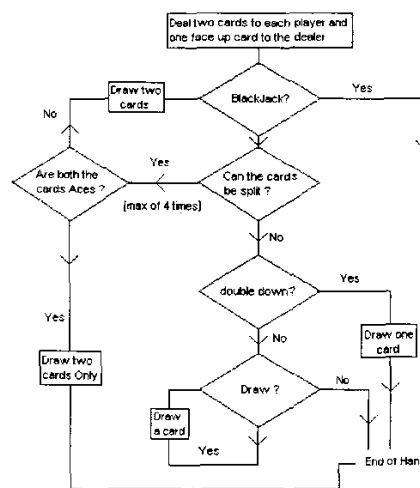 Deal two cards to each player and
one face up card to the dealer
Draw two
cards
BlackJack?
Yes
No
Are both the
cards Aces ?
Yes
(max of 4 times)
Can the cards
be split ?
No
double down?
Yes
Yes
Draw one
card
No
Draw two
cards Only
Draw ?
No
Draw
a card
Yes
End of Han